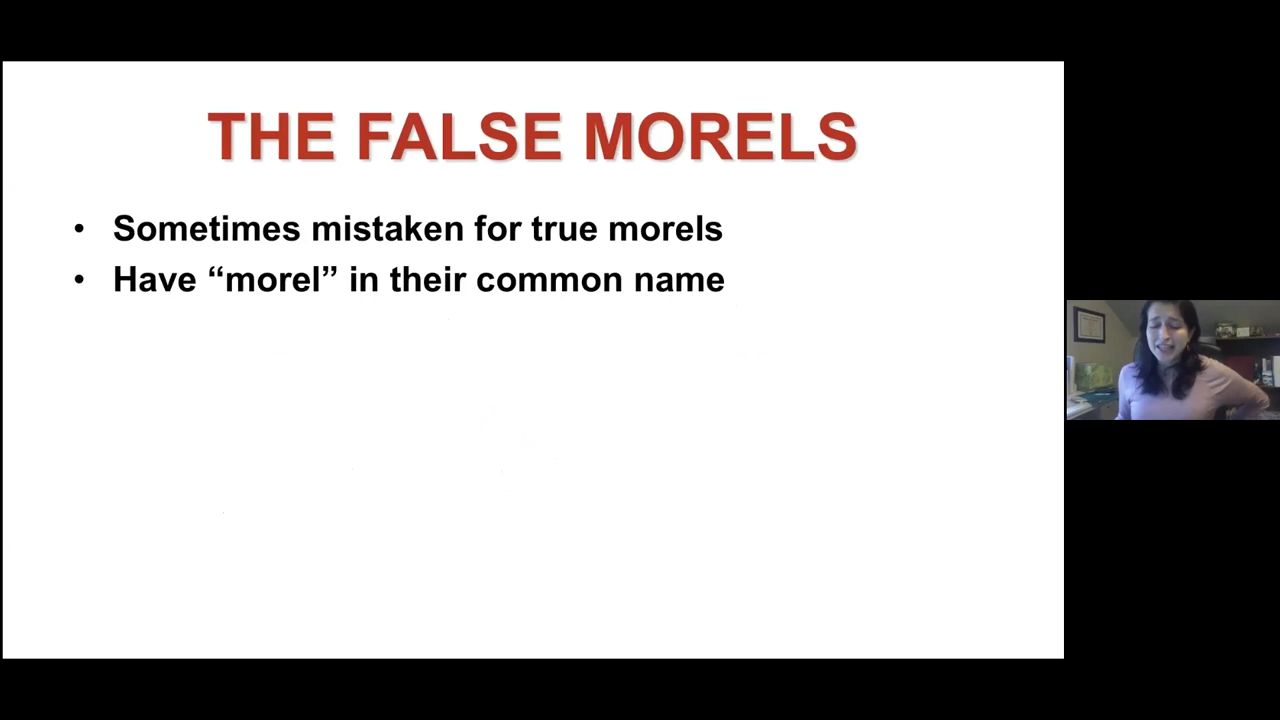 THE FALSE MORELS
• Sometimes mistaken for true morels
• Have “morel” in their common name